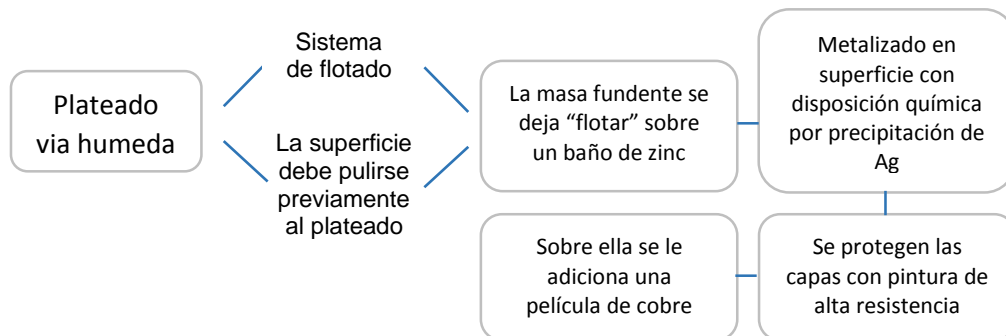 Plateado
via humeda
Sistema
de flotado
La superficie
debe pulirse
previamente
al plateado
La masa fundente se
deja “flotar” sobre
un baño de zinc
Metalizado en
superficie con
disposición química
por precipitación de
Ag
Sobre ella se le
adiciona una
película de cobre
Se protegen las
capas con pintura de
alta resistencia